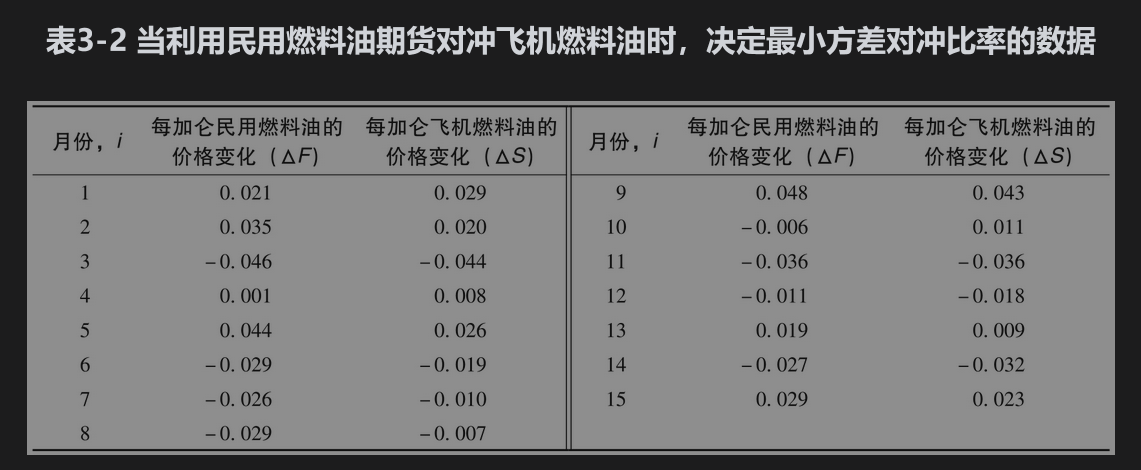 表3-2 当利用民用燃料油期货对冲飞机燃料油时，决定最小方差对冲比率的数据
月份，i 每加仑民用燃料油的价格变化（△F） 每加仑飞机燃料油的价格变化（△S） 月份，i 每加仑民用燃料油的价格变化（△F） 每加仑飞机燃料油的价格变化（△S）
1 0.021 0.029 9 0.048 0.043
2 0.035 0.020 10 -0.006 0.011
3 -0.046 -0.044 11 -0.036 -0.036
4 0.001 0.008 12 -0.011 -0.018
5 0.044 0.026 13 0.019 0.009
6 -0.029 -0.019 14 -0.027 -0.032
7 -0.026 -0.010 15 0.029 0.023
8 -0.029 -0.007